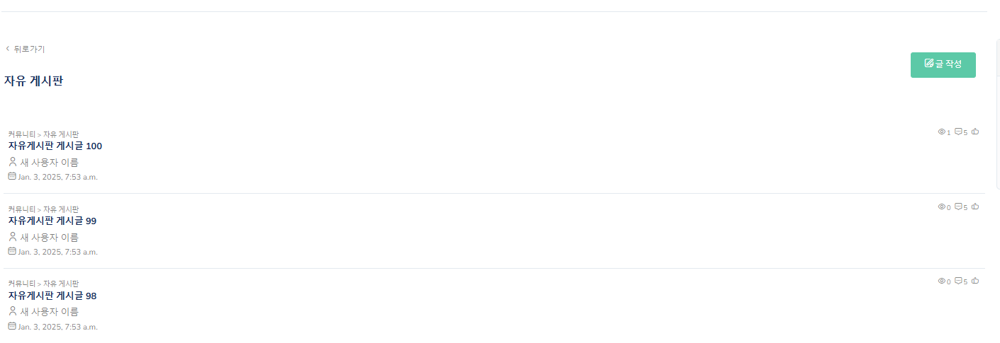 뒤로가기
글 작성
자유 게시판
커뮤니티 > 자유 게시판
1 5
자유게시판 게시글 100
새 사용자 이름
Jan. 3, 2025, 7:53 a.m.
커뮤니티 > 자유 게시판
0 5
자유게시판 게시글 99
새 사용자 이름
Jan. 3, 2025, 7:53 a.m.
커뮤니티 > 자유 게시판
0 5
자유게시판 게시글 98
새 사용자 이름
Jan. 3, 2025, 7:53 a.m.